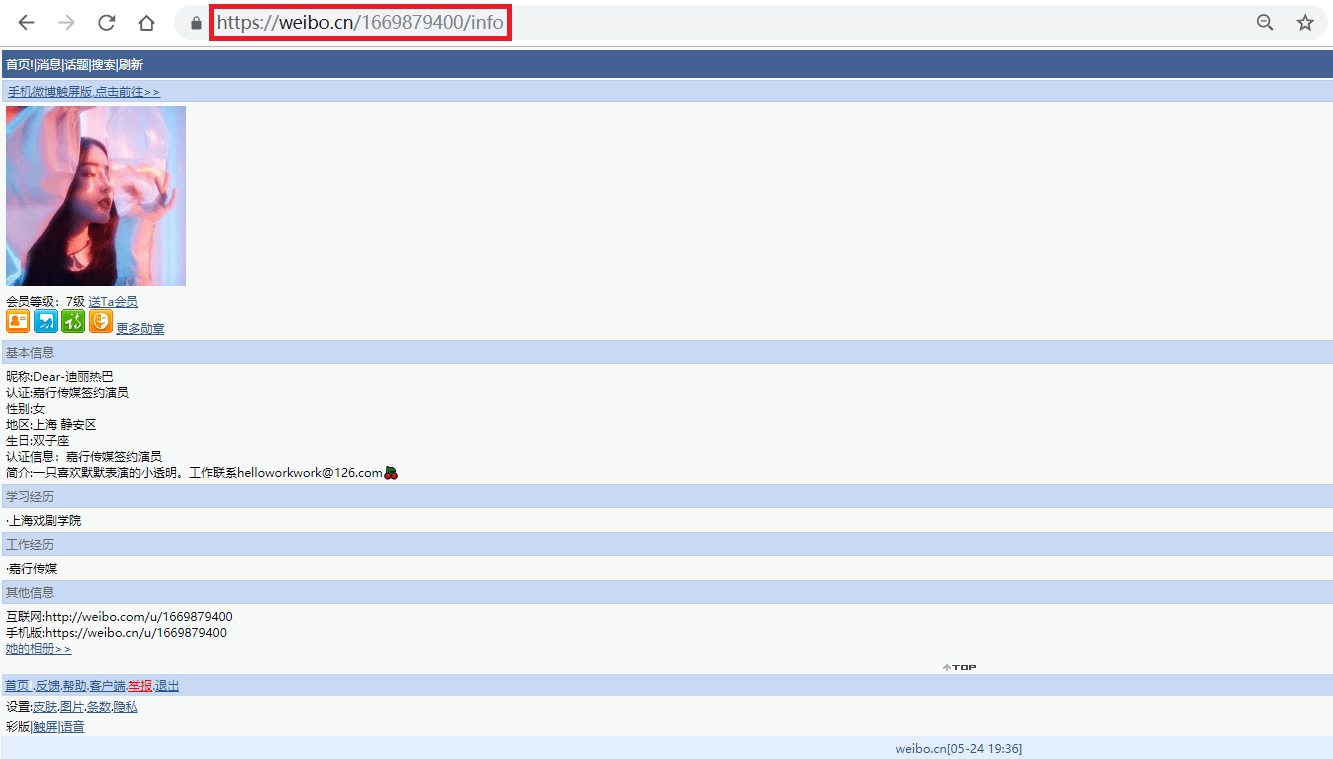 https://weibo.cn/1669879400/info
首页!|消息|话题|搜索|刷新
手机微博触屏版,点击前往>>
会员等级：7级 送Ta会员
更多勋章
基本信息
昵称:Dear-迪丽热巴
认证:嘉行传媒签约演员
性别:女
地区:上海 静安区
生日:双子座
认证信息：嘉行传媒签约演员
简介:一只喜欢默默表演的小透明。工作联系helloworkwork@126.com🍒
学习经历
·上海戏剧学院
工作经历
·嘉行传媒
其他信息
互联网:http://weibo.com/u/1669879400
手机版:https://weibo.cn/u/1669879400
她的相册>>
TOP
首页!.反馈.帮助.客户端.举报.退出
设置:皮肤.图片.条数.隐私
彩版|触屏|语音
weibo.cn[05-24 19:36]